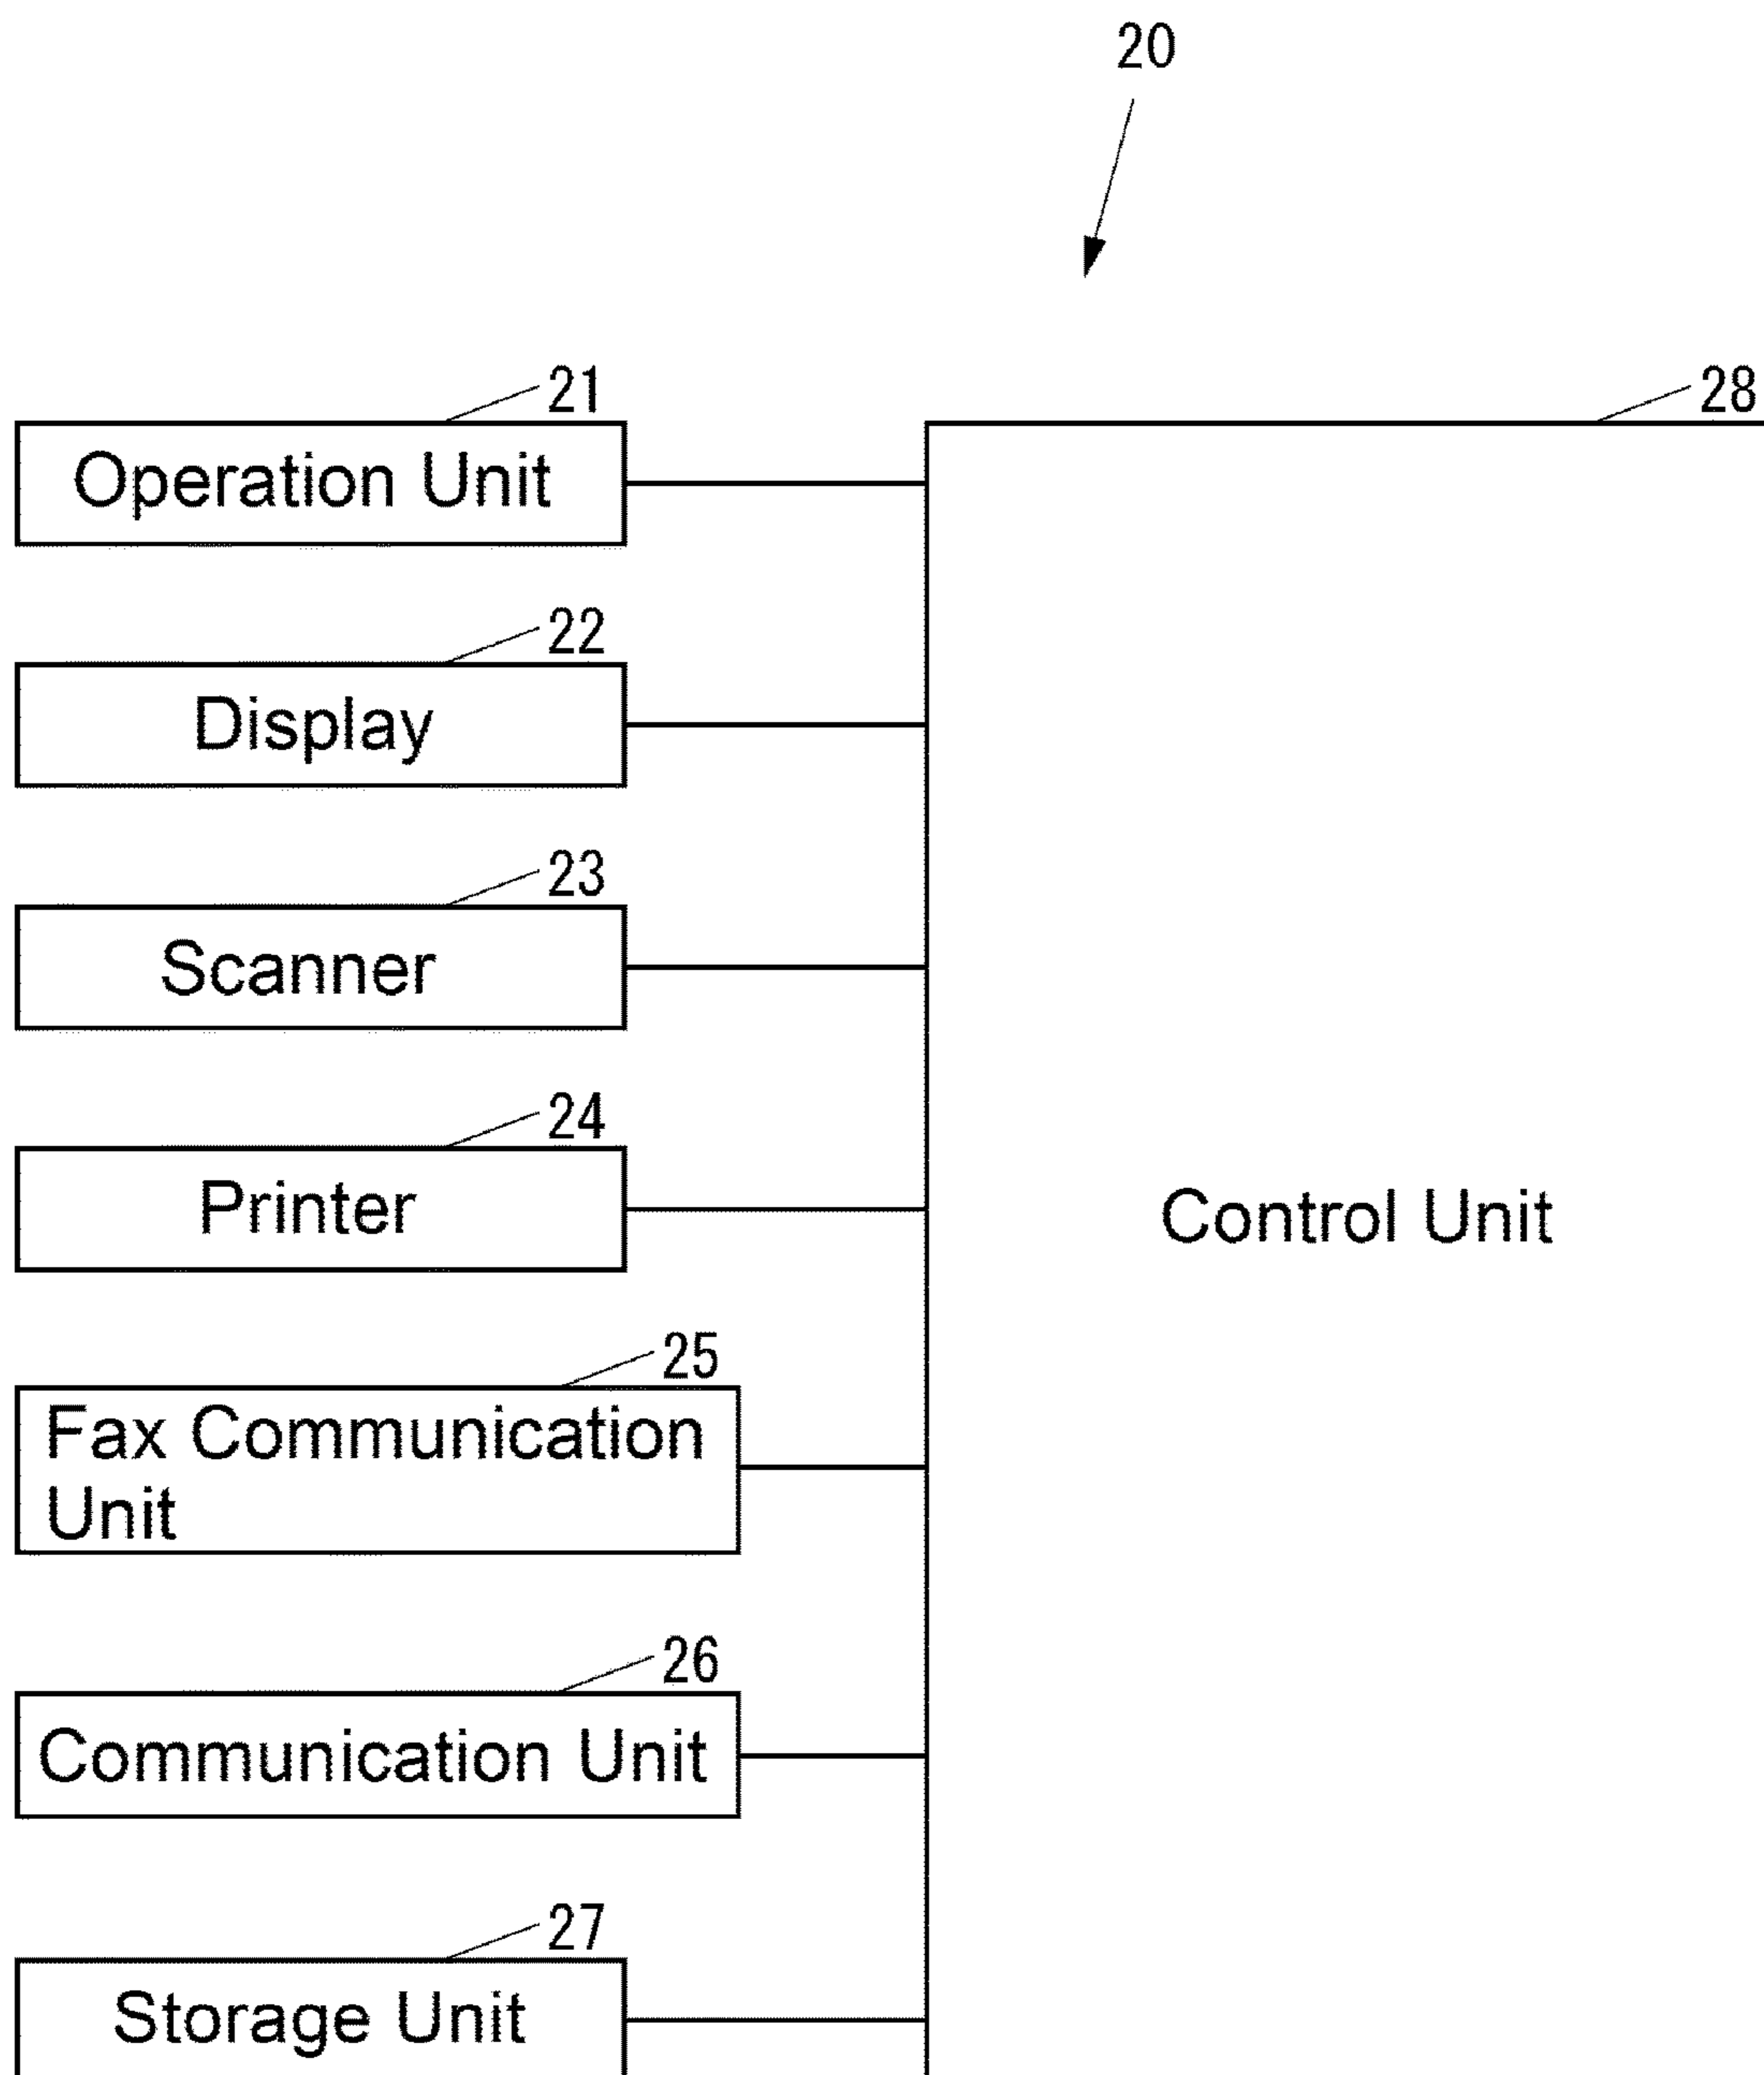 20
21
28
Operation Unit
22
Display
23
Scanner
24
Printer
Control Unit
25
Fax Communication
Unit
26
Communication Unit
27
Storage Unit